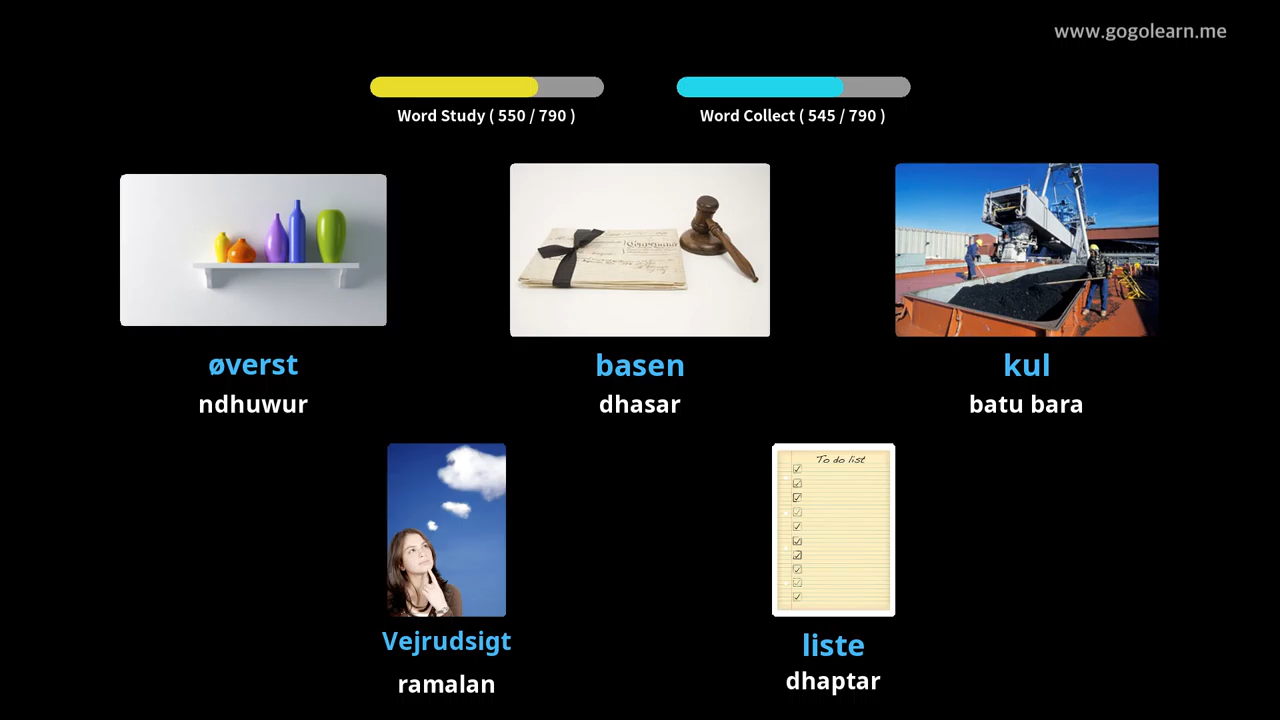 www.gogolearn.me
Word Study ( 550 / 790 )
Word Collect ( 545 / 790 )
øverst
ndhuwur
basen
dhasar
kul
batu bara
To do list
Vejrudsigt
ramalan
liste
dhaptar